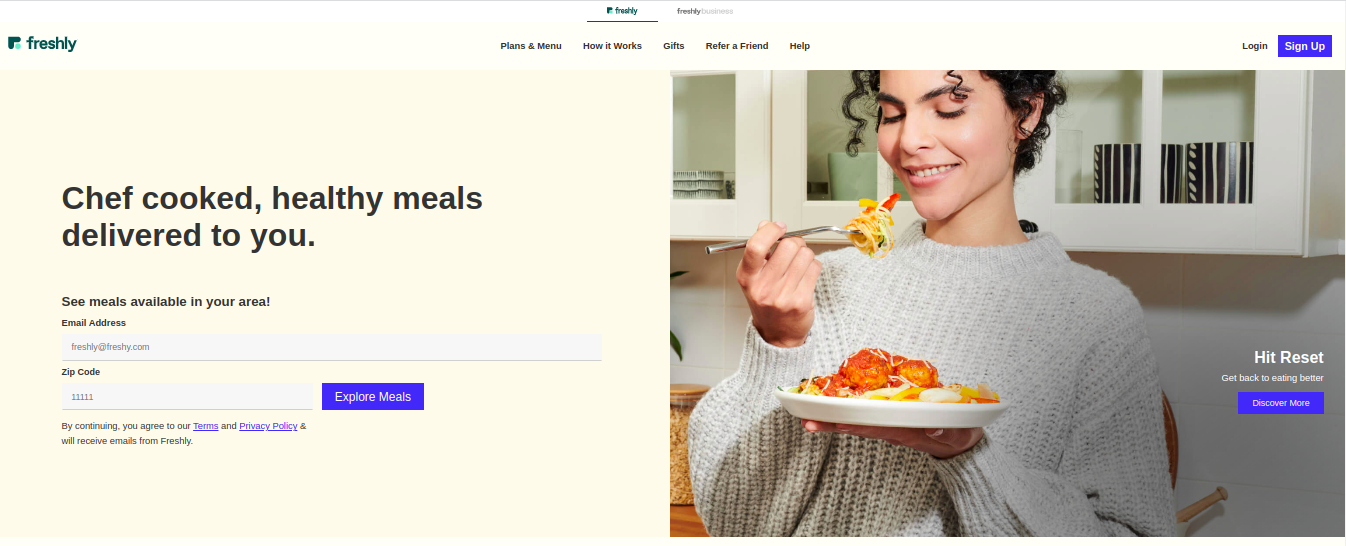 freshly
freshlybusiness
freshly
Plans & Menu
How it Works
Gifts
Refer a Friend
Help
Login
Sign Up
Chef cooked, healthy meals
delivered to you.
See meals available in your area!
Email Address
freshly@freshy.com
Zip Code
11111
Explore Meals
By continuing, you agree to our Terms and Privacy Policy &
will receive emails from Freshly.
Hit Reset
Get back to eating better
Discover More